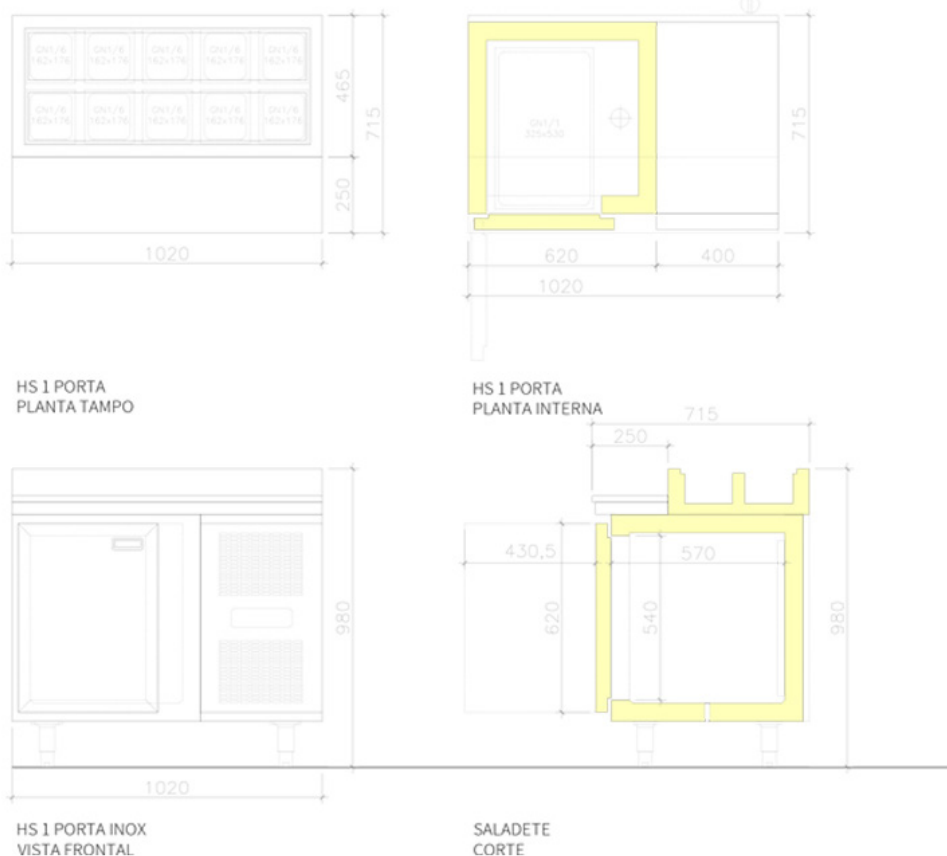 GN1/6 GN1/6 GN1/6 GN1/6 GN1/6
162x176 162x176 162x176 162x176 162x176
GN1/6 GN1/6 GN1/6 GN1/6 GN1/6
162x176 162x176 162x176 162x176 162x176
465
715
250
1020
HS 1 PORTA
PLANTA TAMPO
GN1/1
325x530
715
620
400
1020
HS 1 PORTA
PLANTA INTERNA
980
1020
HS 1 PORTA INOX
VISTA FRONTAL
715
250
430,5
570
620
540
980
SALADETE
CORTE